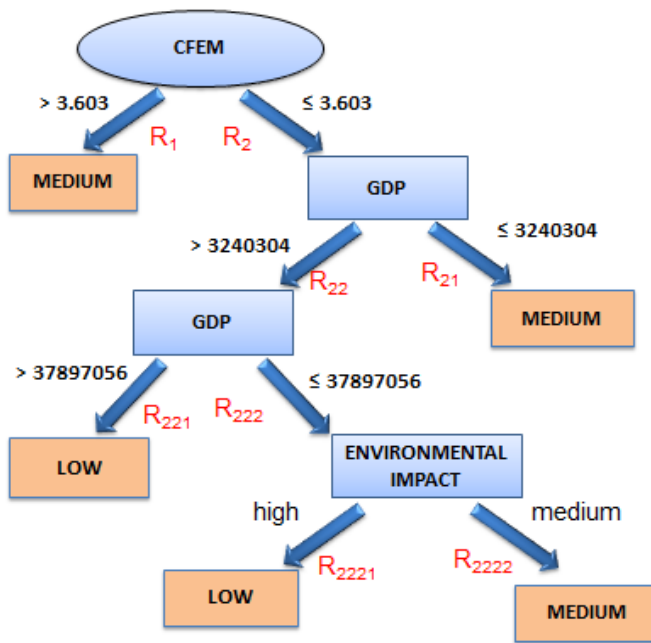 CFEM
> 3.603
≤ 3.603
R1
R2
MEDIUM
GDP
> 3240304
≤ 3240304
R22
R21
GDP
MEDIUM
> 37897056
≤ 37897056
R221
R222
LOW
ENVIRONMENTAL
IMPACT
high
medium
R2221
R2222
LOW
MEDIUM